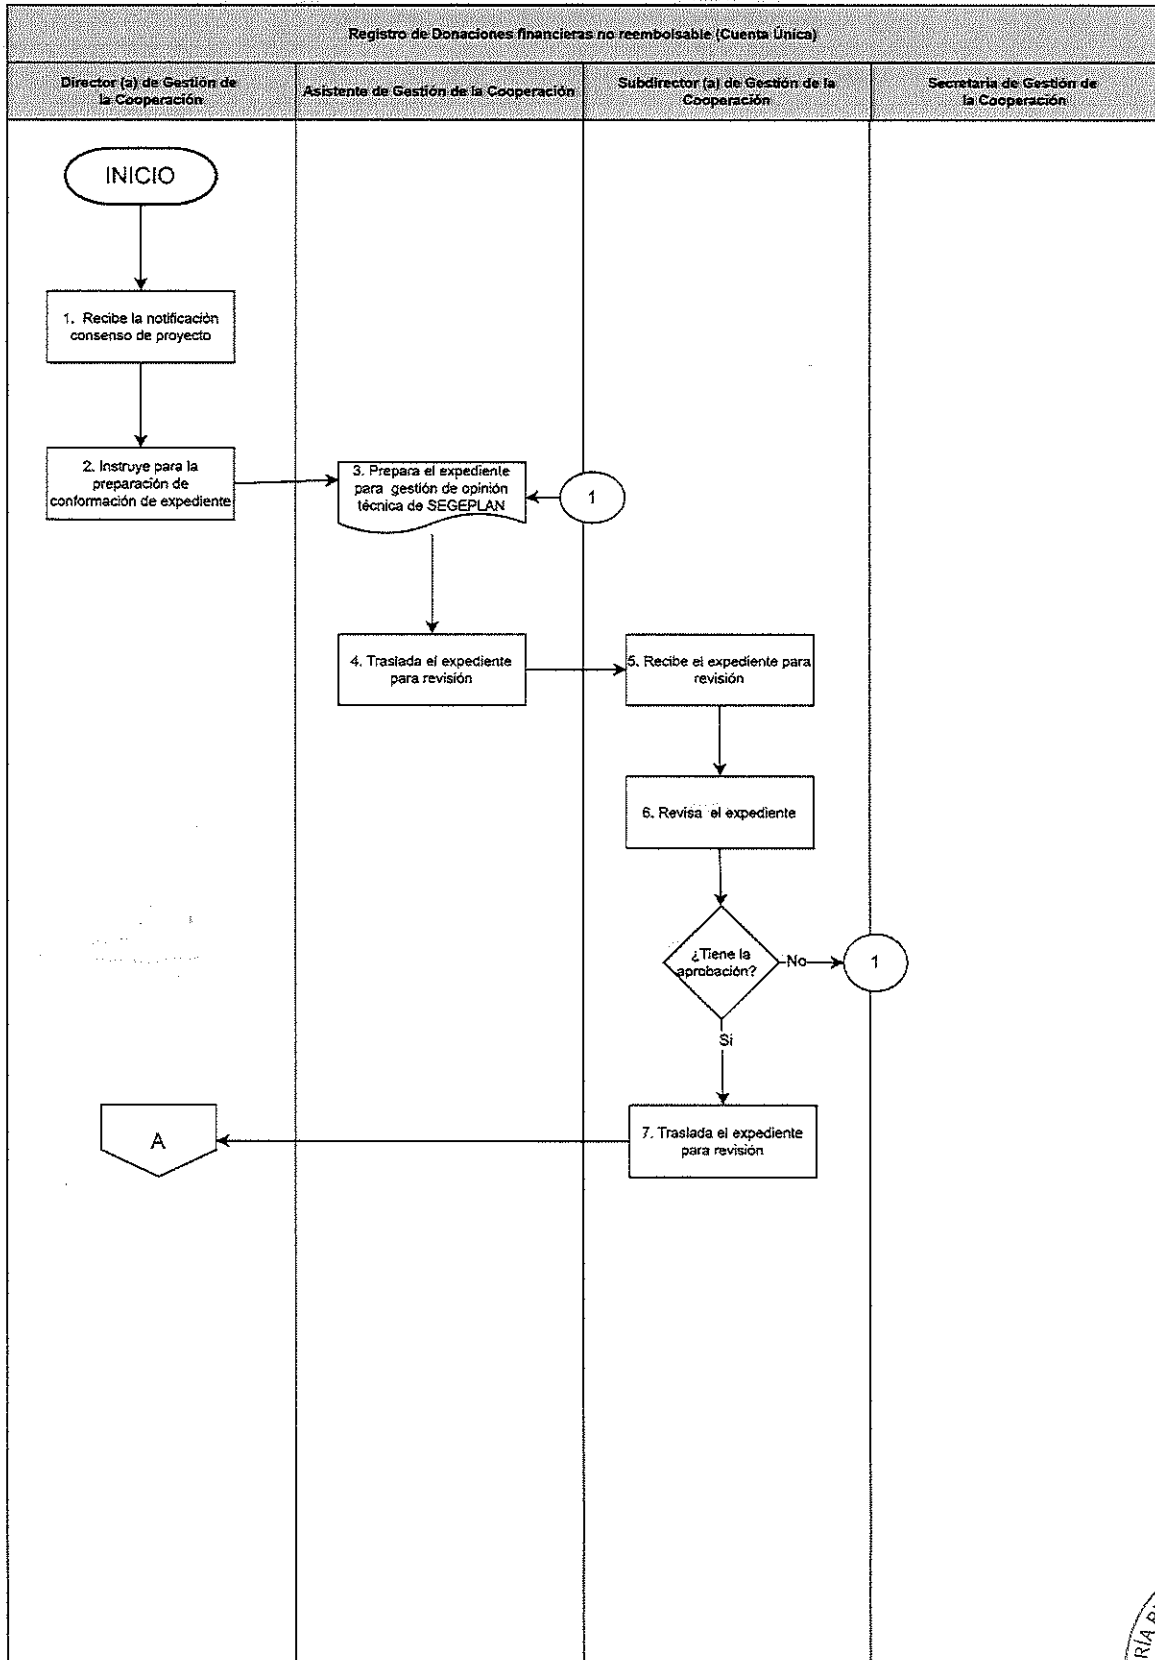 Registro de Donaciones financieras no reembolsable (Cuenta Única)
Director (a) de Gestión de
la Cooperación
Asistente de Gestión de la Cooperación
Subdirector (a) de Gestión de la
Cooperación
Secretaria de Gestión de
la Cooperación
INICIO
1. Recibe la notificación
consenso de proyecto
2. Instruye para la
preparación de
conformación de expediente
3. Prepara el expediente
para gestión de opinión
técnica de SEGEPLAN
1
4. Traslada el expediente
para revisión
5. Recibe el expediente para
revisión
6. Revisa el expediente
¿Tiene la
aprobación?
No
1
Si
7. Traslada el expediente
para revisión
A